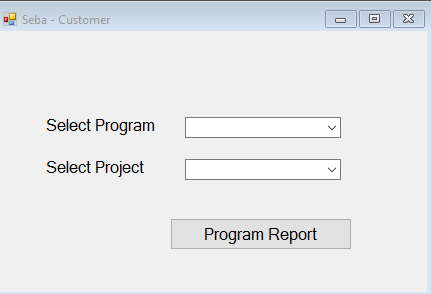 Seba - Customer
Select Program
Select Project
Program Report